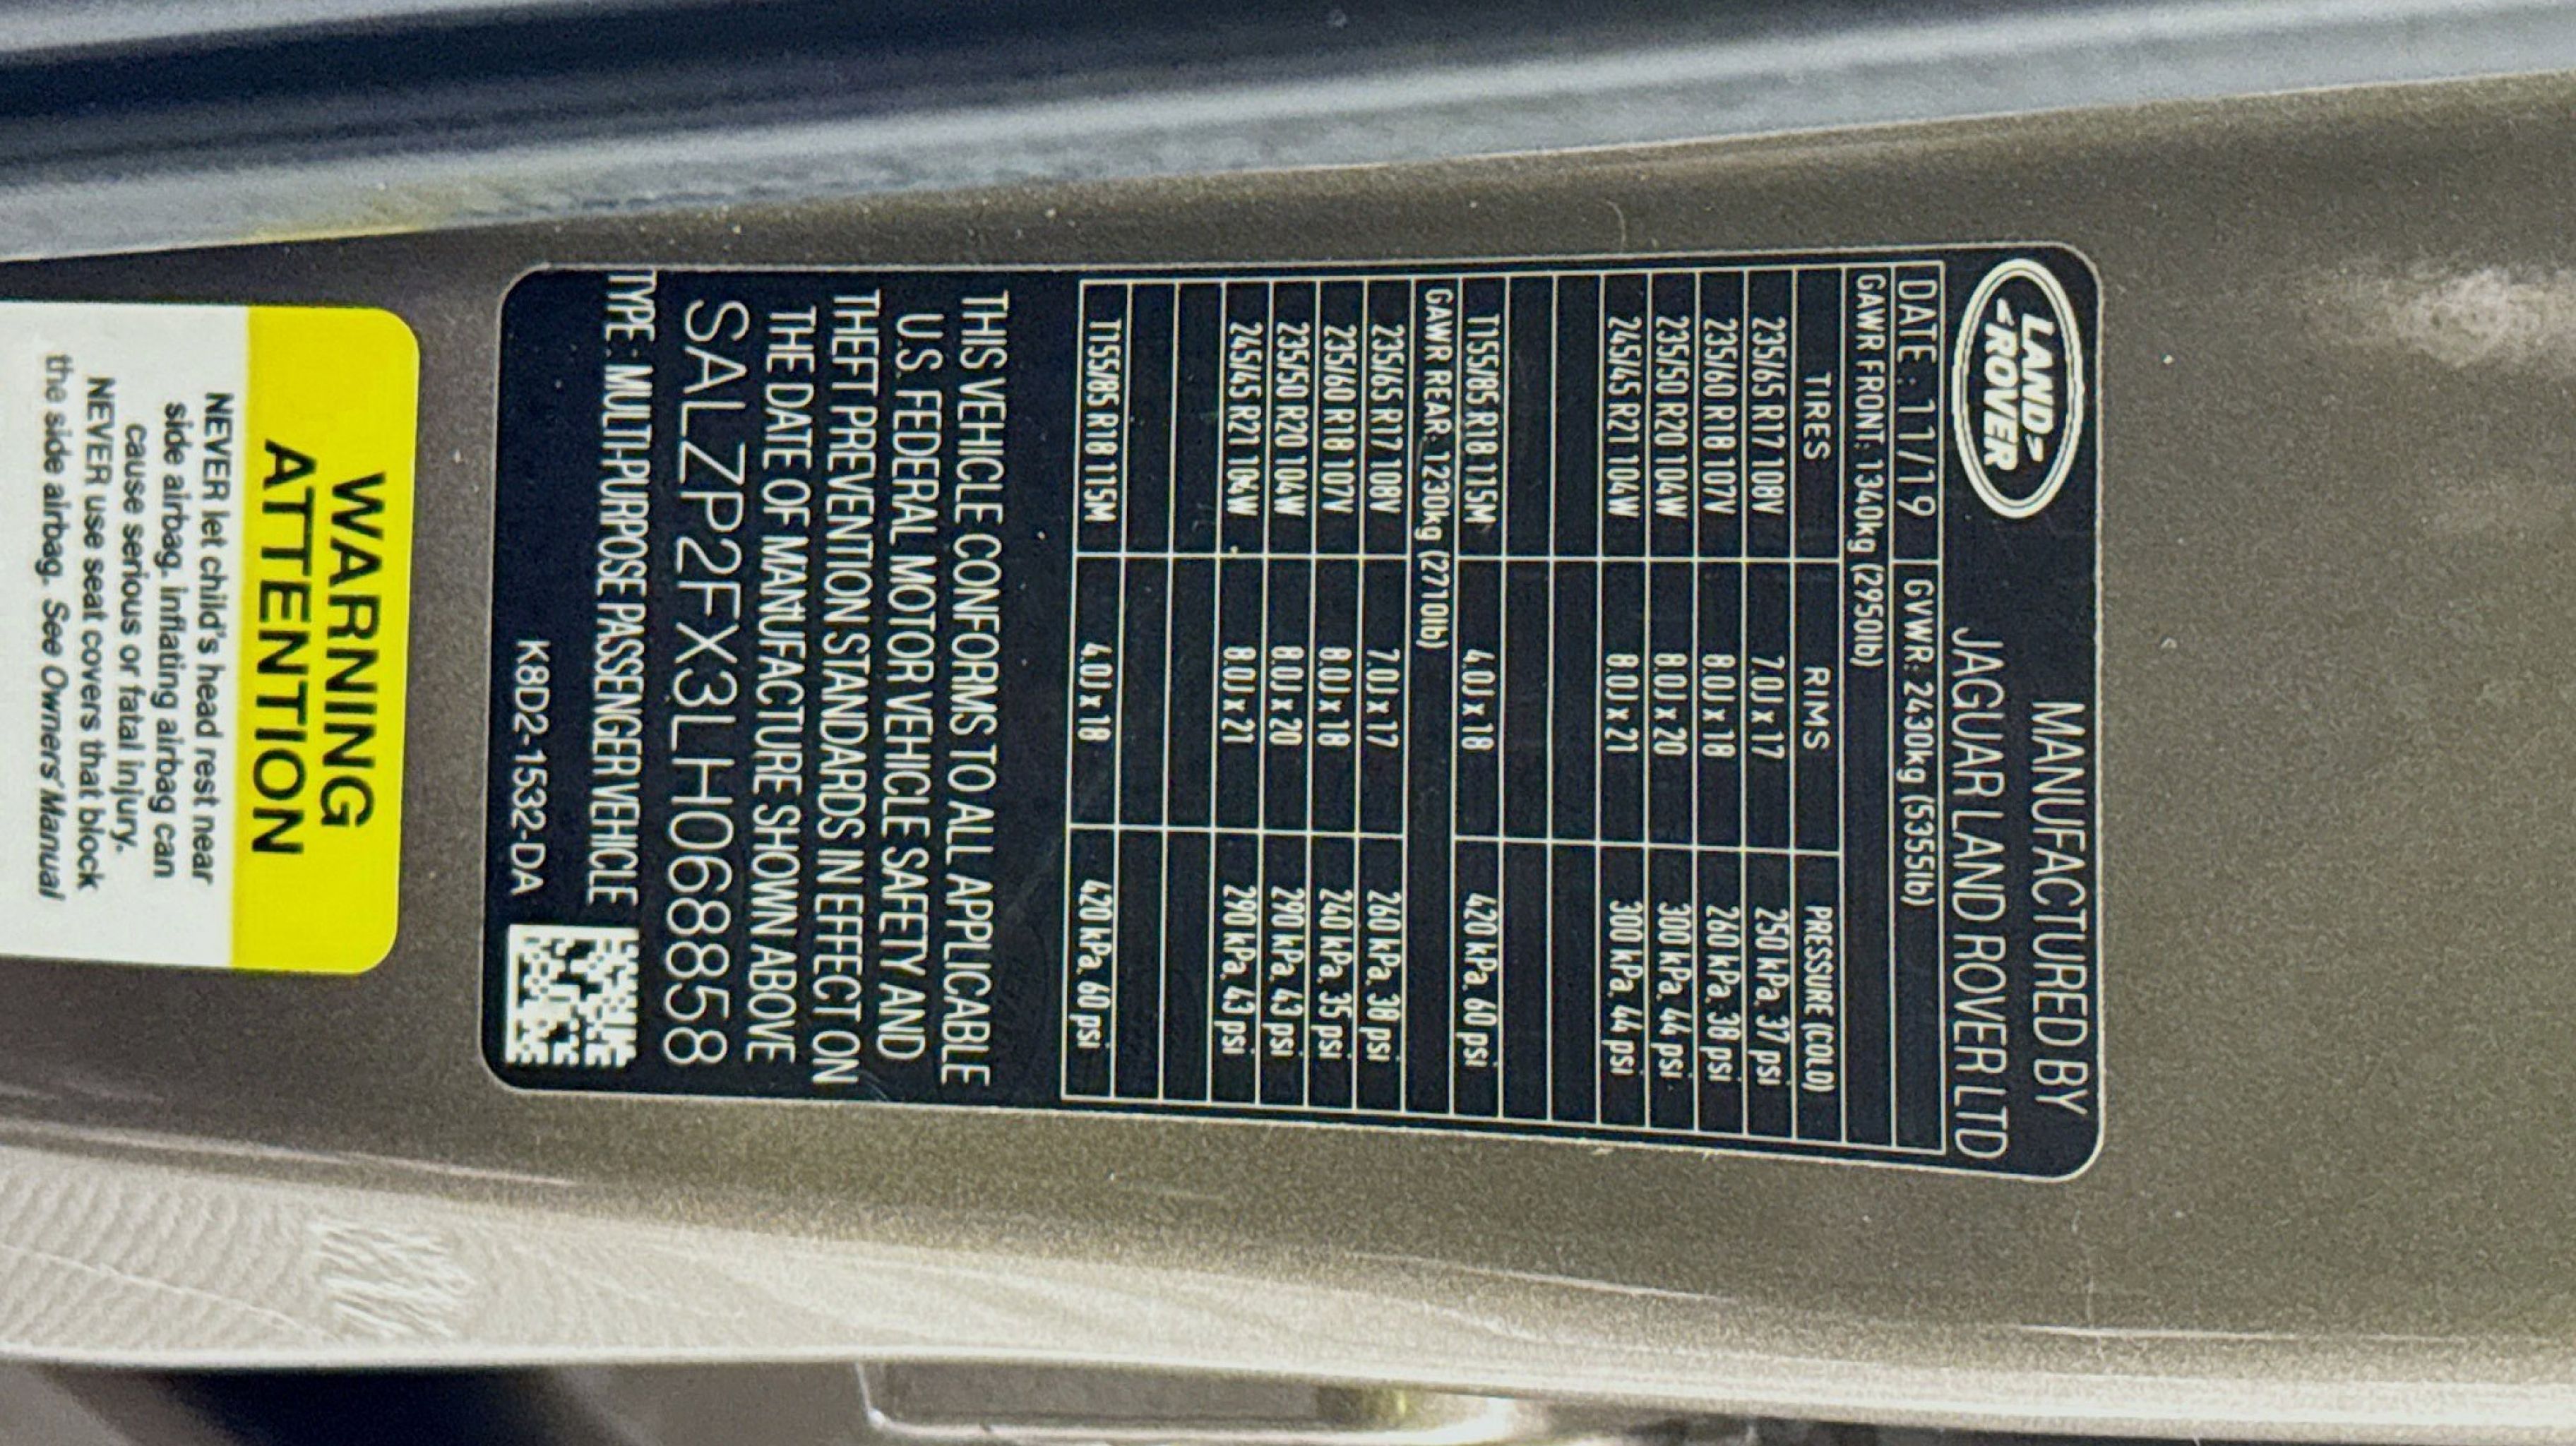 LAND ROVER
MANUFACTURED BY
JAGUAR LAND ROVER LTD
DATE : 11/19 GVWR: 2430kg (5355lb)
GAWR FRONT: 1340kg (2950lb)
TIRES RIMS PRESSURE (COLD)
235/65 R17 108V 7.0J x 17 250 kPa, 37 psi
235/60 R18 107V 8.0J x 18 260 kPa, 38 psi
235/50 R20 104W 8.0J x 20 300 kPa, 44 psi
245/45 R21 104W 8.0J x 21 300 kPa, 44 psi
T155/85 R18 115M 4.0J x 18 420 kPa, 60 psi
GAWR REAR: 1230kg (2710lb)
235/65 R17 108V 7.0J x 17 260 kPa, 38 psi
235/60 R18 107V 8.0J x 18 240 kPa, 35 psi
235/50 R20 104W 8.0J x 20 290 kPa, 43 psi
245/45 R21 104W 8.0J x 21 290 kPa, 43 psi
T155/85 R18 115M 4.0J x 18 420 kPa, 60 psi
THIS VEHICLE CONFORMS TO ALL APPLICABLE
U.S. FEDERAL MOTOR VEHICLE SAFETY AND
THEFT PREVENTION STANDARDS IN EFFECT ON
THE DATE OF MANUFACTURE SHOWN ABOVE
SALZP2FX3LH068858
TYPE : MULTI-PURPOSE PASSENGER VEHICLE
K8D2-1532-DA
WARNING
ATTENTION
NEVER let child's head rest near
side airbag. Inflating airbag can
cause serious or fatal injury.
NEVER use seat covers that block
the side airbag. See Owners' Manual